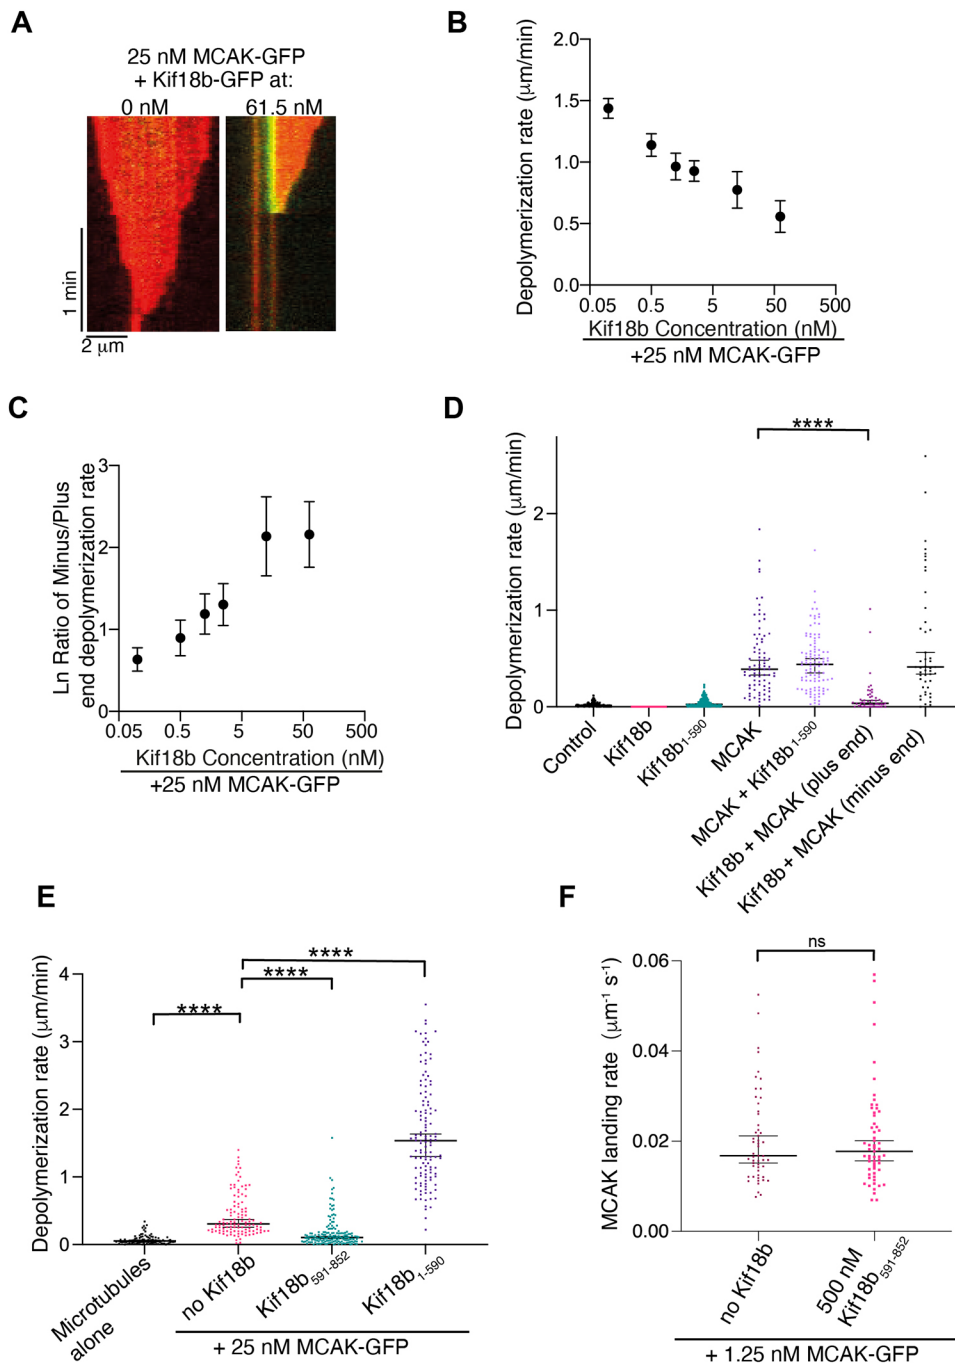 A
25 nM MCAK-GFP
+ Kif18b-GFP at:
0 nM
61.5 nM
1 min
2 μm
B
Depolymerization rate (μm/min)
2.0
1.5
1.0
0.5
0.0
0.05 0.5 5 50 500
Kif18b Concentration (nM)
+25 nM MCAK-GFP
C
Ln Ratio of Minus/Plus
end depolymerization rate
3
2
1
0
0.05 0.5 5 50 500
Kif18b Concentration (nM)
+25 nM MCAK-GFP
D
Depolymerization rate (μm/min)
2
1
0
****
Control
Kif18b
Kif18b1-590
MCAK
MCAK + Kif18b1-590
Kif18b + MCAK (plus end)
Kif18b + MCAK (minus end)
E
Depolymerization rate (μm/min)
4
3
2
1
0
****
****
****
Microtubules
alone
no Kif18b
Kif18b591-852
Kif18b1-590
+ 25 nM MCAK-GFP
F
MCAK landing rate (μm-1 s-1)
0.06
0.04
0.02
0.00
ns
no Kif18b
500 nM
Kif18b591-852
+ 1.25 nM MCAK-GFP